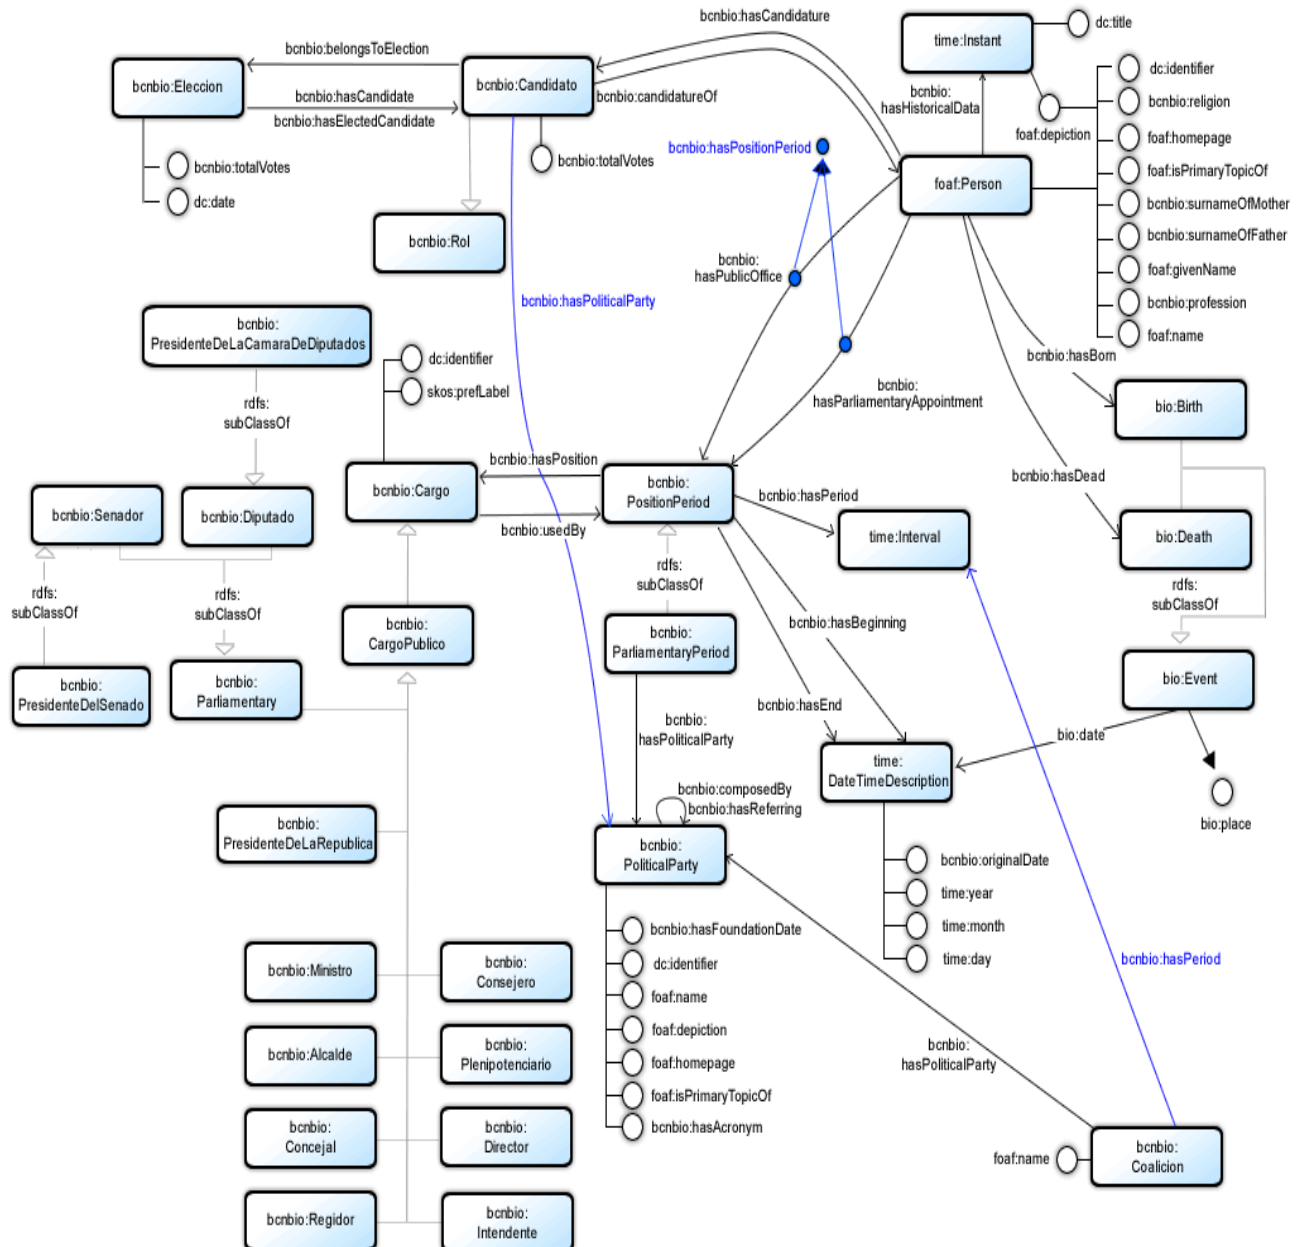 bcnbio:hasCandidature
dc:title
time:Instant
bcnbio:belongsToElection
bcnbio:Eleccion
bcnbio:hasCandidate
bcnbio:hasElectedCandidate
bcnbio:Candidato
bcnbio:candidatureOf
bcnbio:
hasHistoricalData
foaf:depiction
dc:identifier
bcnbio:religion
foaf:homepage
foaf:isPrimaryTopicOf
bcnbio:surnameOfMother
bcnbio:surnameOfFather
foaf:givenName
bcnbio:profession
foaf:name
bcnbio:totalVotes
dc:date
bcnbio:totalVotes
bcnbio:hasPositionPeriod
foaf:Person
bcnbio:Rol
bcnbio:
hasPublicOffice
bcnbio:hasPoliticalParty
bcnbio:
PresidenteDeLaCamaraDeDiputados
dc:identifier
skos:prefLabel
bcnbio:hasBorn
bcnbio:
hasParliamentaryAppointment
rdfs:
subClassOf
bio:Birth
bcnbio:hasPosition
bcnbio:Cargo
bcnbio:
PositionPeriod
bcnbio:hasPeriod
bcnbio:hasDead
bcnbio:Senador
bcnbio:Diputado
bcnbio:usedBy
time:Interval
bio:Death
rdfs:
subClassOf
rdfs:
subClassOf
rdfs:
subClassOf
rdfs:
subClassOf
bcnbio:
CargoPublico
bcnbio:
ParliamentaryPeriod
bcnbio:hasBeginning
bcnbio:
PresidenteDelSenado
bcnbio:
Parliamentary
bio:Event
bcnbio:hasEnd
bcnbio:
hasPoliticalParty
bio:date
time:
DateTimeDescription
bio:place
bcnbio:composedBy
bcnbio:hasReferring
bcnbio:
PresidenteDeLaRepublica
bcnbio:
PoliticalParty
bcnbio:originalDate
time:year
time:month
time:day
bcnbio:hasFoundationDate
dc:identifier
foaf:name
foaf:depiction
foaf:homepage
foaf:isPrimaryTopicOf
bcnbio:hasAcronym
bcnbio:hasPeriod
bcnbio:Ministro
bcnbio:
Consejero
bcnbio:Alcalde
bcnbio:
Plenipotenciario
bcnbio:
hasPoliticalParty
bcnbio:
Concejal
bcnbio:
Director
foaf:name
bcnbio:
Coalicion
bcnbio:Regidor
bcnbio:
Intendente